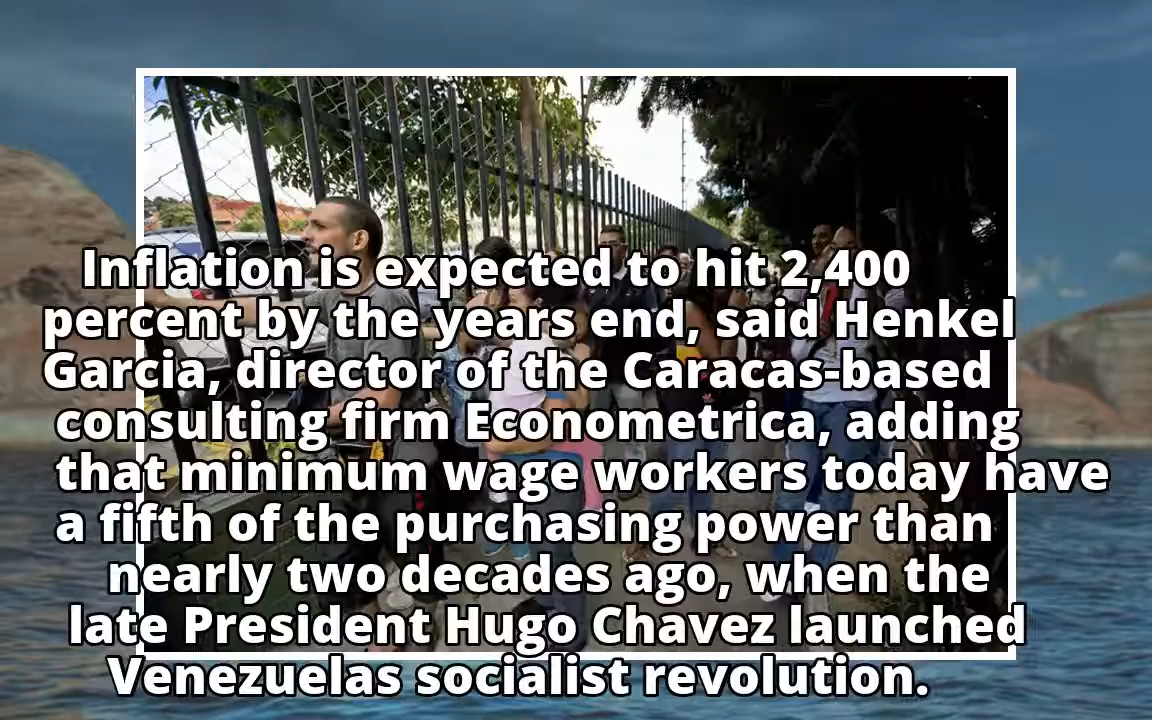 Inflation is expected to hit 2,400
percent by the years end, said Henkel
Garcia, director of the Caracas-based
consulting firm Econometrica, adding
that minimum wage workers today have
a fifth of the purchasing power than
nearly two decades ago, when the
late President Hugo Chavez launched
Venezuelas socialist revolution.